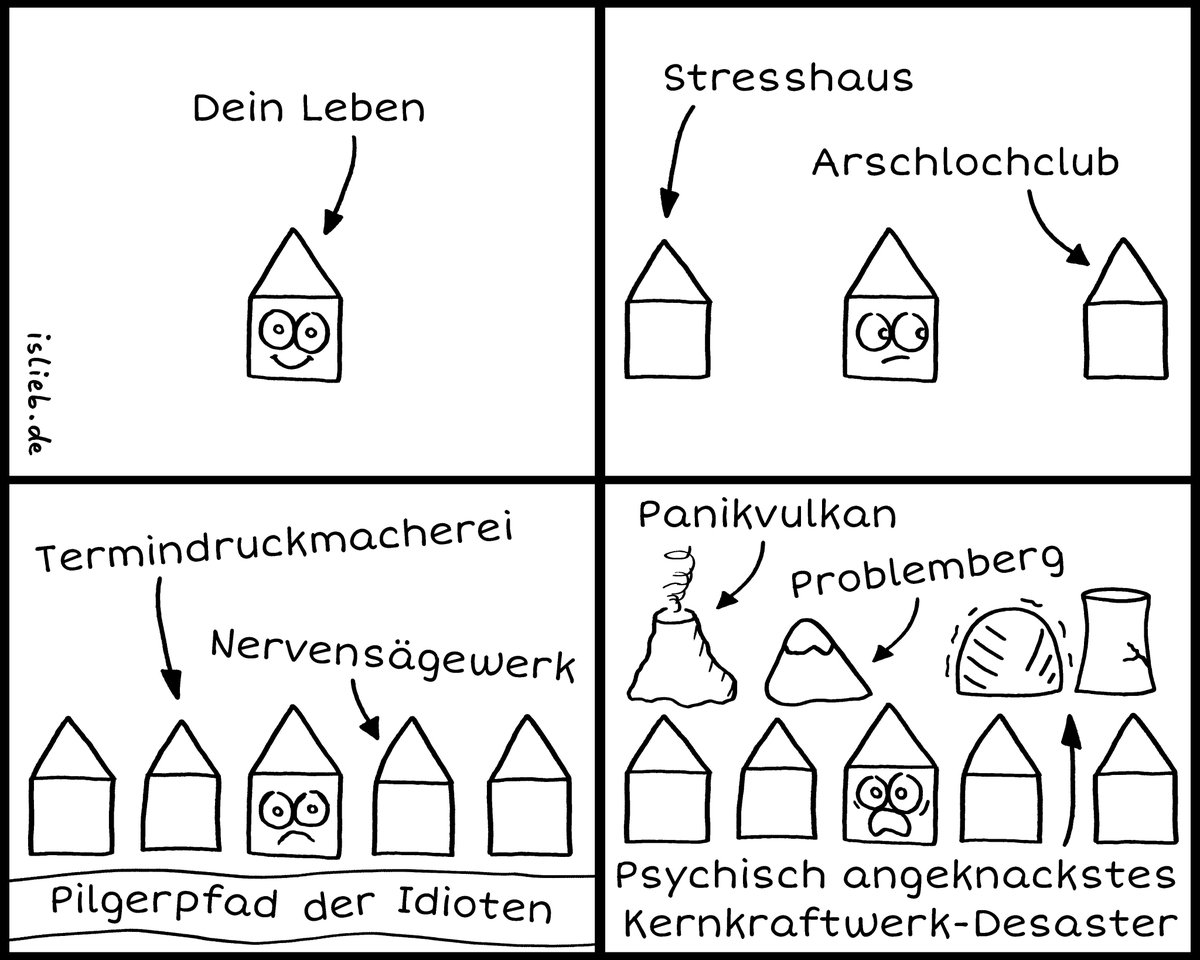 Dein Leben
islieb.de
Stresshaus
Arschlochclub
Termindruckmacherei
Nervensägewerk
Pilgerpfad der Idioten
Panikvulkan
Problemberg
Psychisch angeknackstes
Kernkraftwerk-Desaster